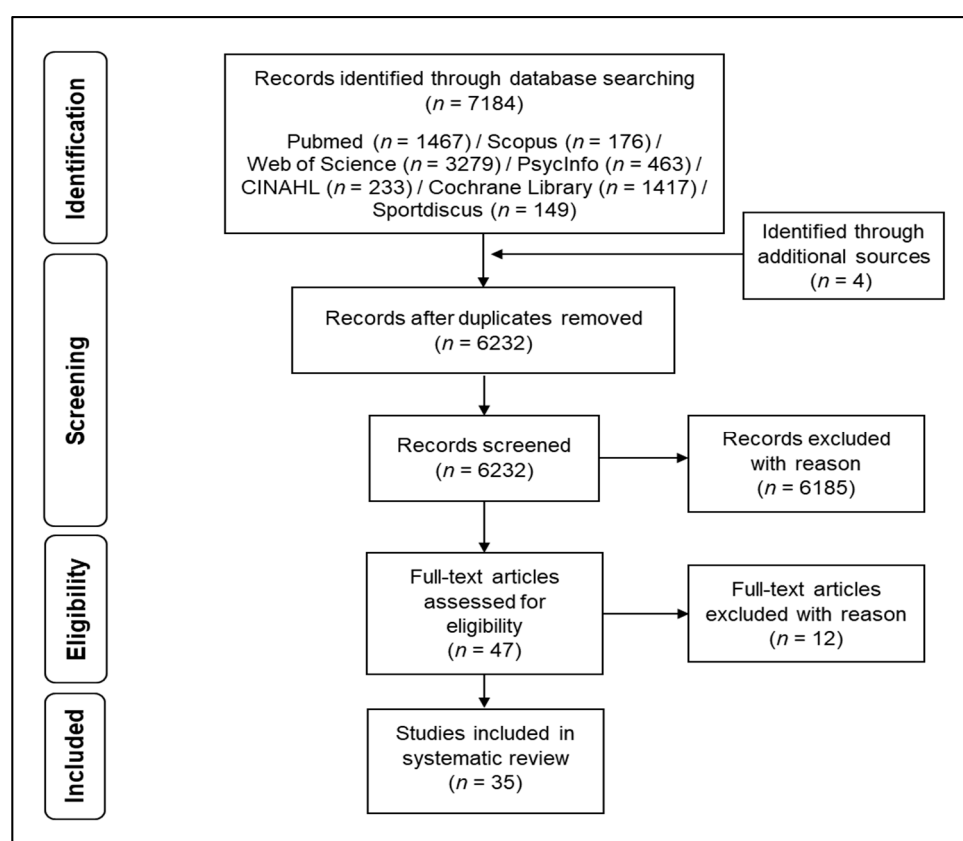 Identification
Records identified through database searching
(n = 7184)
Pubmed (n = 1467) / Scopus (n = 176) /
Web of Science (n = 3279) / PsycInfo (n = 463) /
CINAHL (n = 233) / Cochrane Library (n = 1417) /
Sportdiscus (n = 149)
Identified through
additional sources
(n = 4)
Screening
Records after duplicates removed
(n = 6232)
Records screened
(n = 6232)
Records excluded
with reason
(n = 6185)
Eligibility
Full-text articles
assessed for
eligibility
(n = 47)
Full-text articles
excluded with reason
(n = 12)
Included
Studies included in
systematic review
(n = 35)